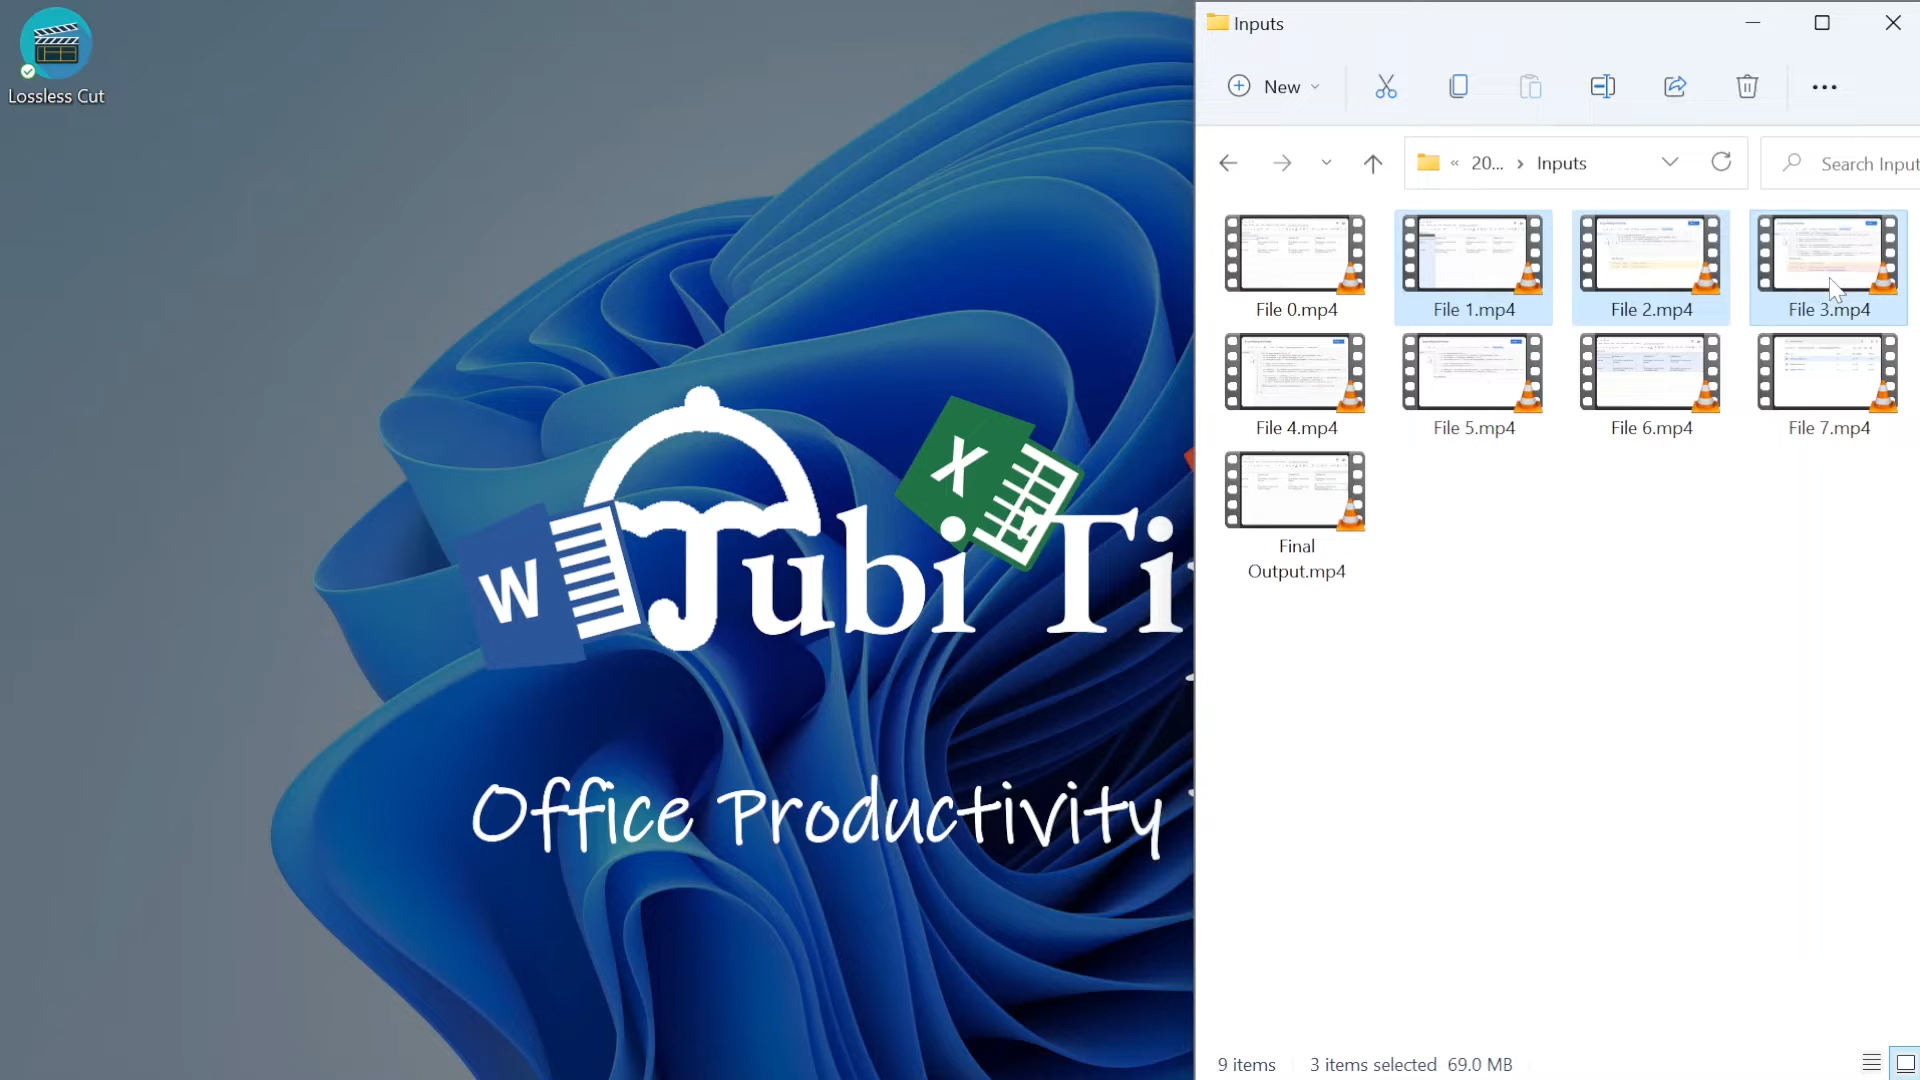 Lossless Cut
Inputs
New
« 20... › Inputs
Search Input
File 0.mp4
File 1.mp4
File 2.mp4
File 3.mp4
File 4.mp4
File 5.mp4
File 6.mp4
File 7.mp4
Final
Output.mp4
W
X
Jubi Ti
Office Productivity
9 items
3 items selected 69.0 MB